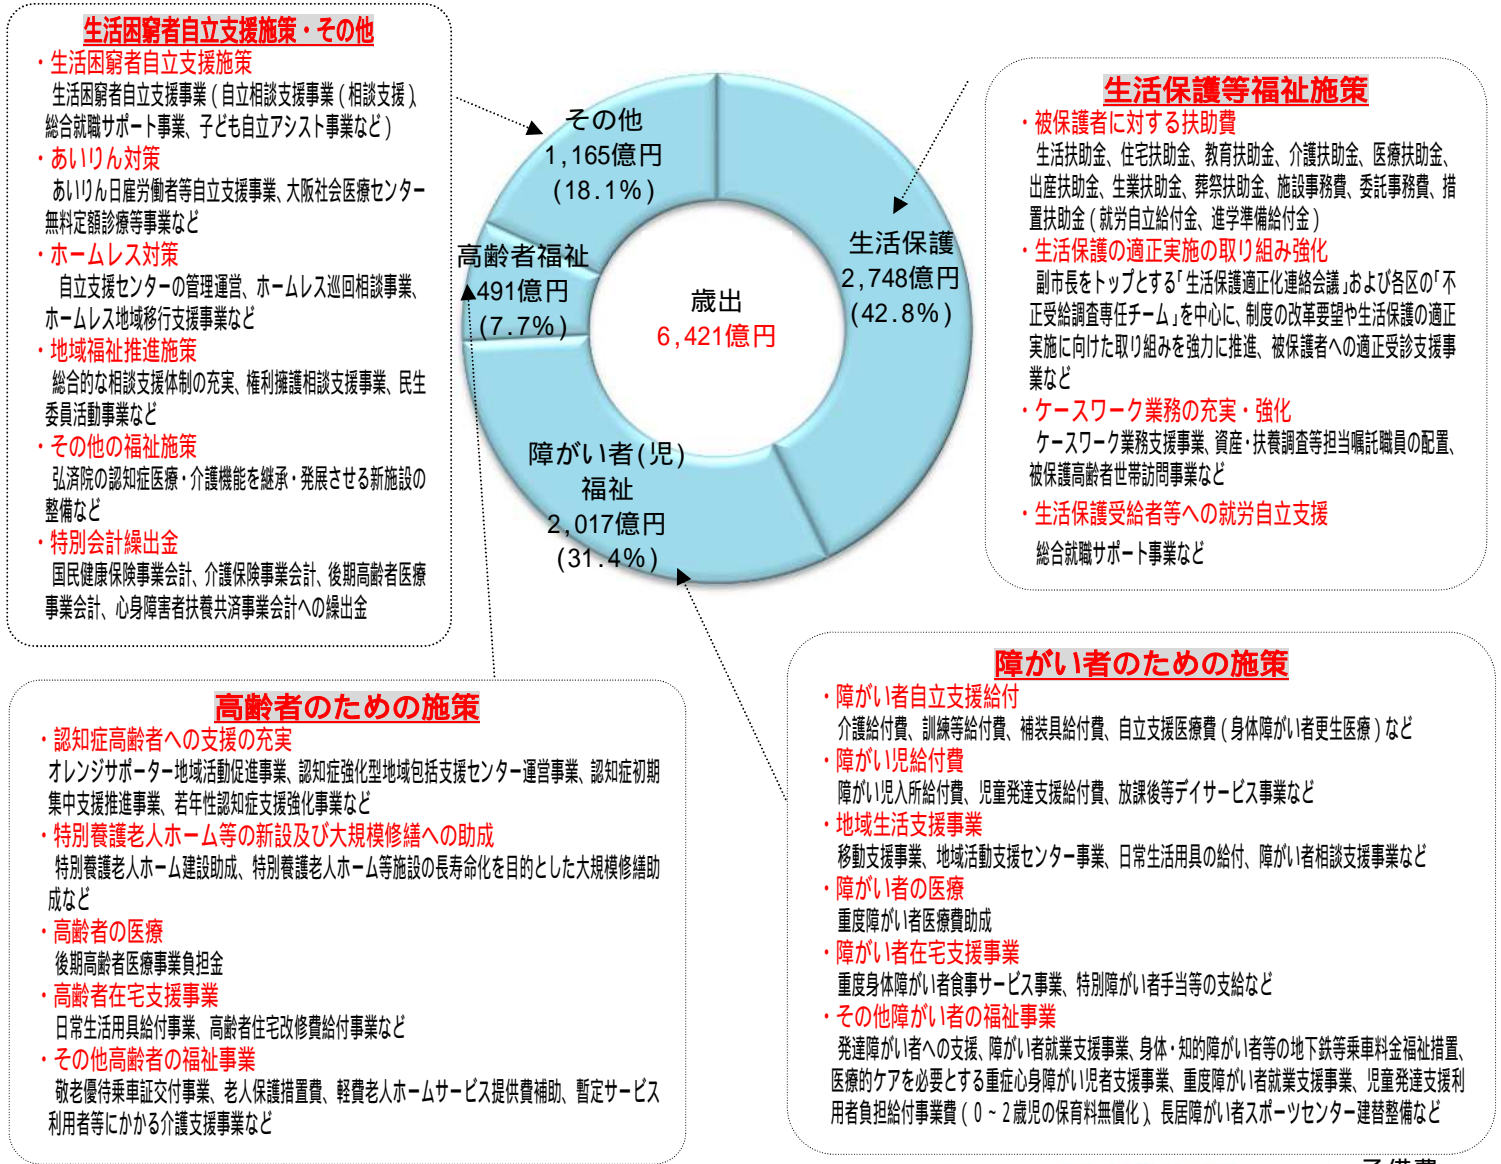 生活困窮者自立支援施策・その他
・生活困窮者自立支援施策
生活困窮者自立支援事業(自立相談支援事業(相談支援)、
総合就職サポート事業、子ども自立アシスト事業など)
・あいりん対策
あいりん日雇労働者等自立支援事業、大阪社会医療センター
無料定額診療等事業など
・ホームレス対策
自立支援センターの管理運営、ホームレス巡回相談事業、
ホームレス地域移行支援事業など
・地域福祉推進施策
総合的な相談支援体制の充実、権利擁護相談支援事業、民生
委員活動事業など
・その他の福祉施策
弘済院の認知症医療・介護機能を継承・発展させる新施設の
整備など
・特別会計繰出金
国民健康保険事業会計、介護保険事業会計、後期高齢者医療
事業会計、心身障害者扶養共済事業会計への繰出金
その他
1,165億円
(18.1%)
高齢者福祉
491億円
(7.7%)
歳出
6,421億円
生活保護
2,748億円
(42.8%)
障がい者(児)
福祉
2,017億円
(31.4%)
生活保護等福祉施策
・被保護者に対する扶助費
生活扶助金、住宅扶助金、教育扶助金、介護扶助金、医療扶助金、
出産扶助金、生業扶助金、葬祭扶助金、施設事務費、委託事務費、措
置扶助金(就労自立給付金、進学準備給付金)
・生活保護の適正実施の取り組み強化
副市長をトップとする「生活保護適正化連絡会議」および各区の「不
正受給調査専任チーム」を中心に、制度の改革要望や生活保護の適正
実施に向けた取り組みを強力に推進、被保護者への適正受診支援事
業など
・ケースワーク業務の充実・強化
ケースワーク業務支援事業、資産・扶養調査等担当嘱託職員の配置、
被保護高齢者世帯訪問事業など
・生活保護受給者等への就労自立支援
総合就職サポート事業など
高齢者のための施策
・認知症高齢者への支援の充実
オレンジサポーター地域活動促進事業、認知症強化型地域包括支援センター運営事業、認知症初期
集中支援推進事業、若年性認知症支援強化事業など
・特別養護老人ホーム等の新設及び大規模修繕への助成
特別養護老人ホーム建設助成、特別養護老人ホーム等施設の長寿命化を目的とした大規模修繕助
成など
・高齢者の医療
後期高齢者医療事業負担金
・高齢者在宅支援事業
日常生活用具給付事業、高齢者住宅改修費給付事業など
・その他高齢者の福祉事業
敬老優待乗車証交付事業、老人保護措置費、軽費老人ホームサービス提供費補助、暫定サービス
利用者等にかかる介護支援事業など
障がい者のための施策
・障がい者自立支援給付
介護給付費、訓練等給付費、補装具給付費、自立支援医療費(身体障がい者更生医療)など
・障がい児給付費
障がい児入所給付費、児童発達支援給付費、放課後等デイサービス事業など
・地域生活支援事業
移動支援事業、地域活動支援センター事業、日常生活用具の給付、障がい者相談支援事業など
・障がい者の医療
重度障がい者医療費助成
・障がい者在宅支援事業
重度身体障がい者食事サービス事業、特別障がい者手当等の支給など
・その他障がい者の福祉事業
発達障がい者への支援、障がい者就業支援事業、身体・知的障がい者等の地下鉄等乗車料金福祉措置、
医療的ケアを必要とする重症心身障がい児者支援事業、重度障がい者就業支援事業、児童発達支援利
用者負担給付事業費(0~2歳児の保育料無償化)、長居障がい者スポーツセンター建替整備など